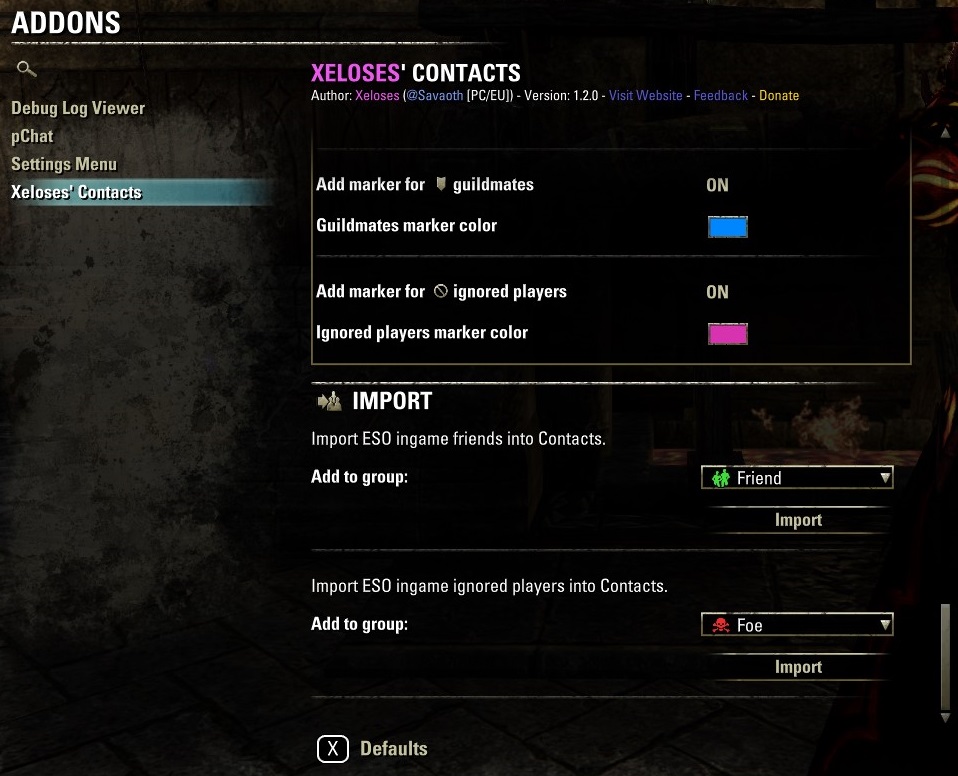 ADDONS
Debug Log Viewer
pChat
Settings Menu
Xeloses' Contacts
XELOSES' CONTACTS
Author: Xeloses (@Savaoth [PC/EU]) - Version: 1.2.0 - Visit Website - Feedback - Donate
Add marker for guildmates ON
Guildmates marker color
Add marker for ignored players ON
Ignored players marker color
IMPORT
Import ESO ingame friends into Contacts.
Add to group: Friend
Import
Import ESO ingame ignored players into Contacts.
Add to group: Foe
Import
X Defaults